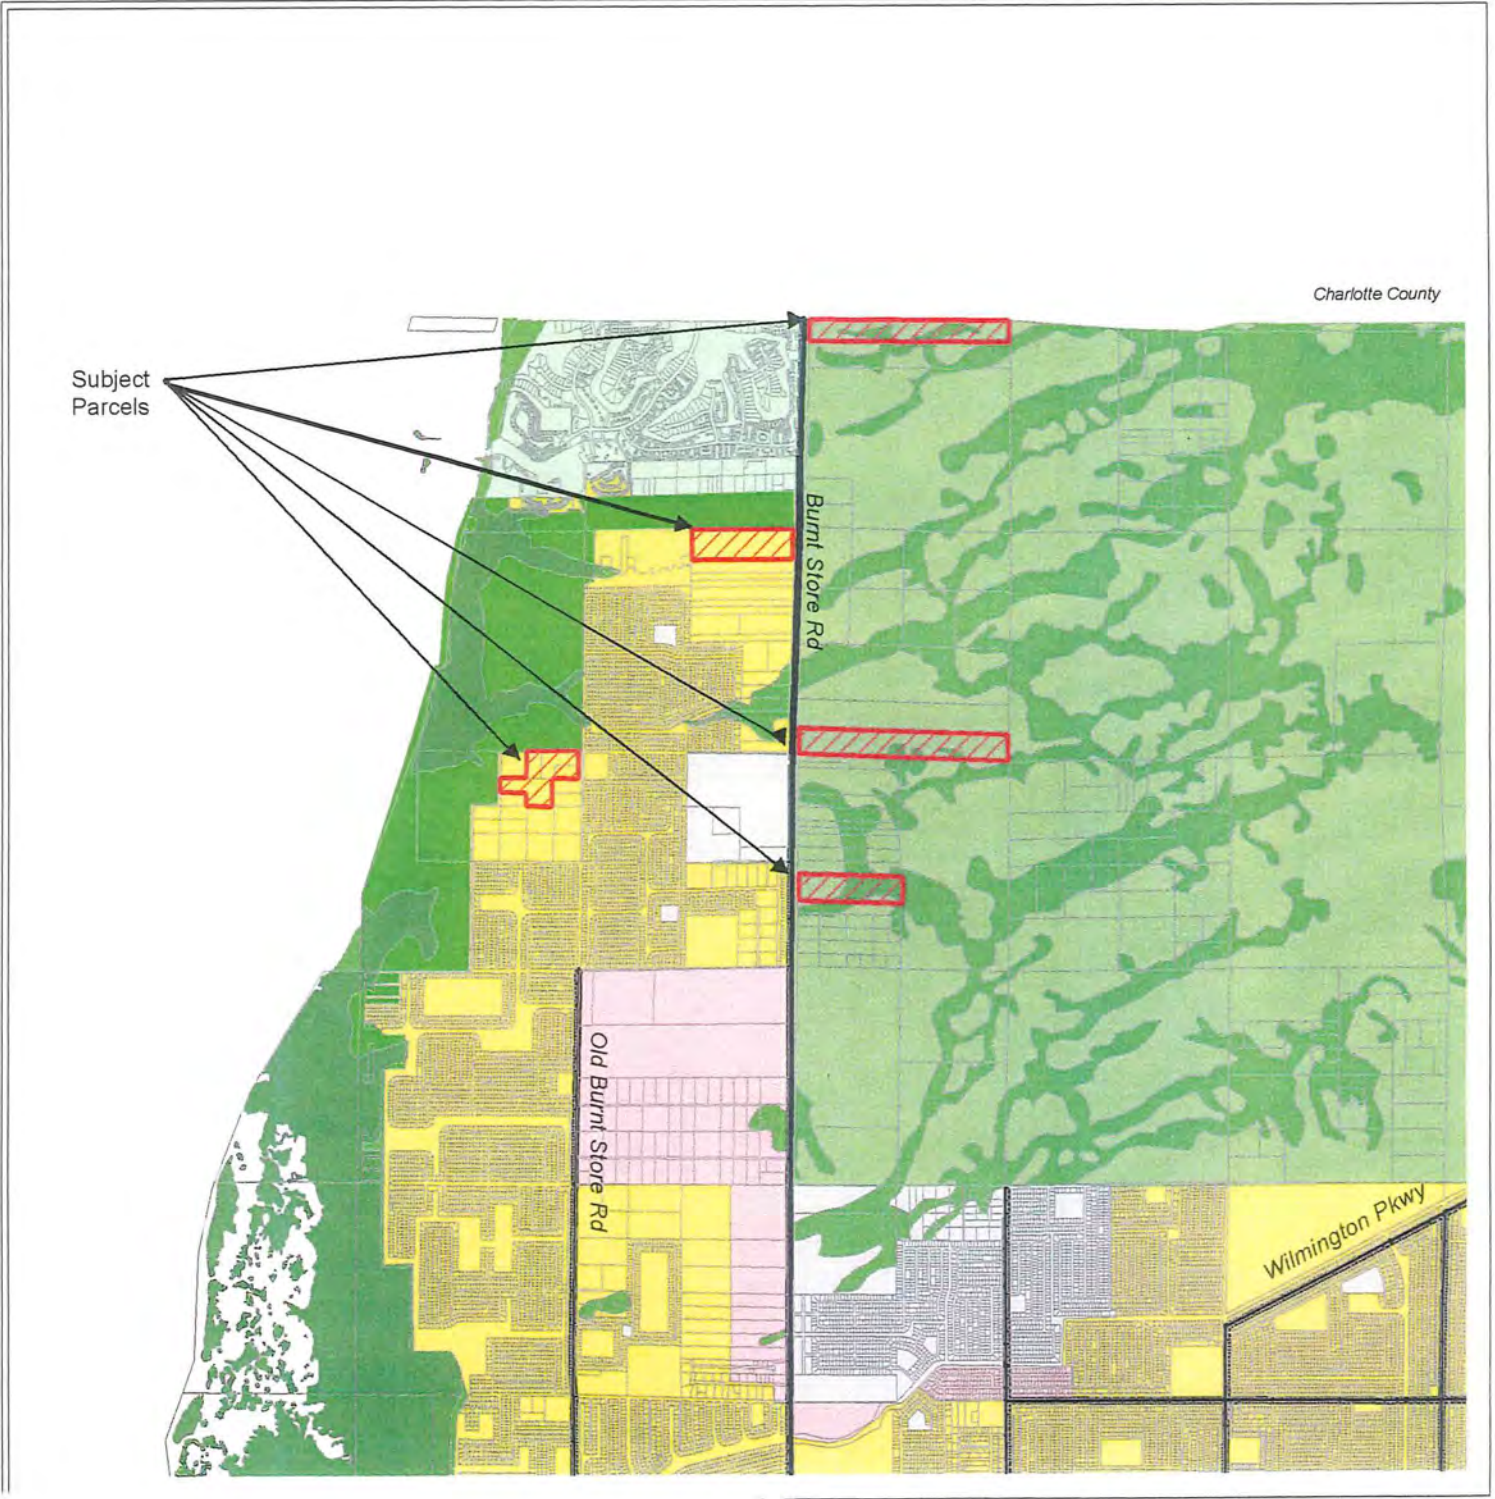 Charlotte County
Subject
Parcels
Burnt Store Rd
Old Burnt Store Rd
Wilmington Pkwy